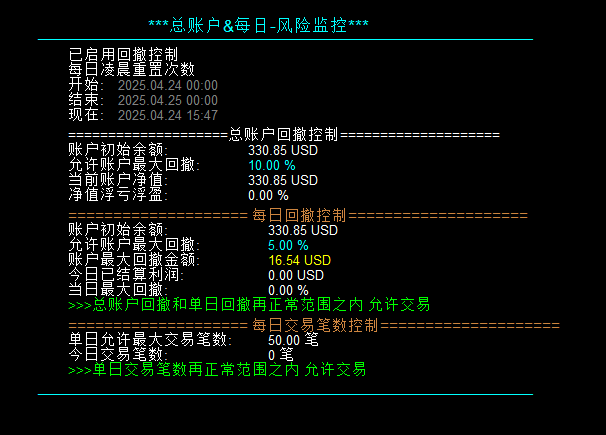 ***总账户&每日-风险监控***
已启用回撤控制
每日凌晨重置次数
开始: 2025.04.24 00:00
结束: 2025.04.25 00:00
现在: 2025.04.24 15:47
====================总账户回撤控制====================
账户初始余额: 330.85 USD
允许账户最大回撤: 10.00 %
当前账户净值: 330.85 USD
净值浮亏浮盈: 0.00 %
==================== 每日回撤控制====================
账户初始余额: 330.85 USD
允许账户最大回撤: 5.00 %
账户最大回撤金额: 16.54 USD
今日已结算利润: 0.00 USD
当日最大回撤: 0.00 %
>>>总账户回撤和单日回撤再正常范围之内 允许交易
==================== 每日交易笔数控制====================
单日允许最大交易笔数: 50.00 笔
今日交易笔数: 0 笔
>>>单日交易笔数再正常范围之内 允许交易